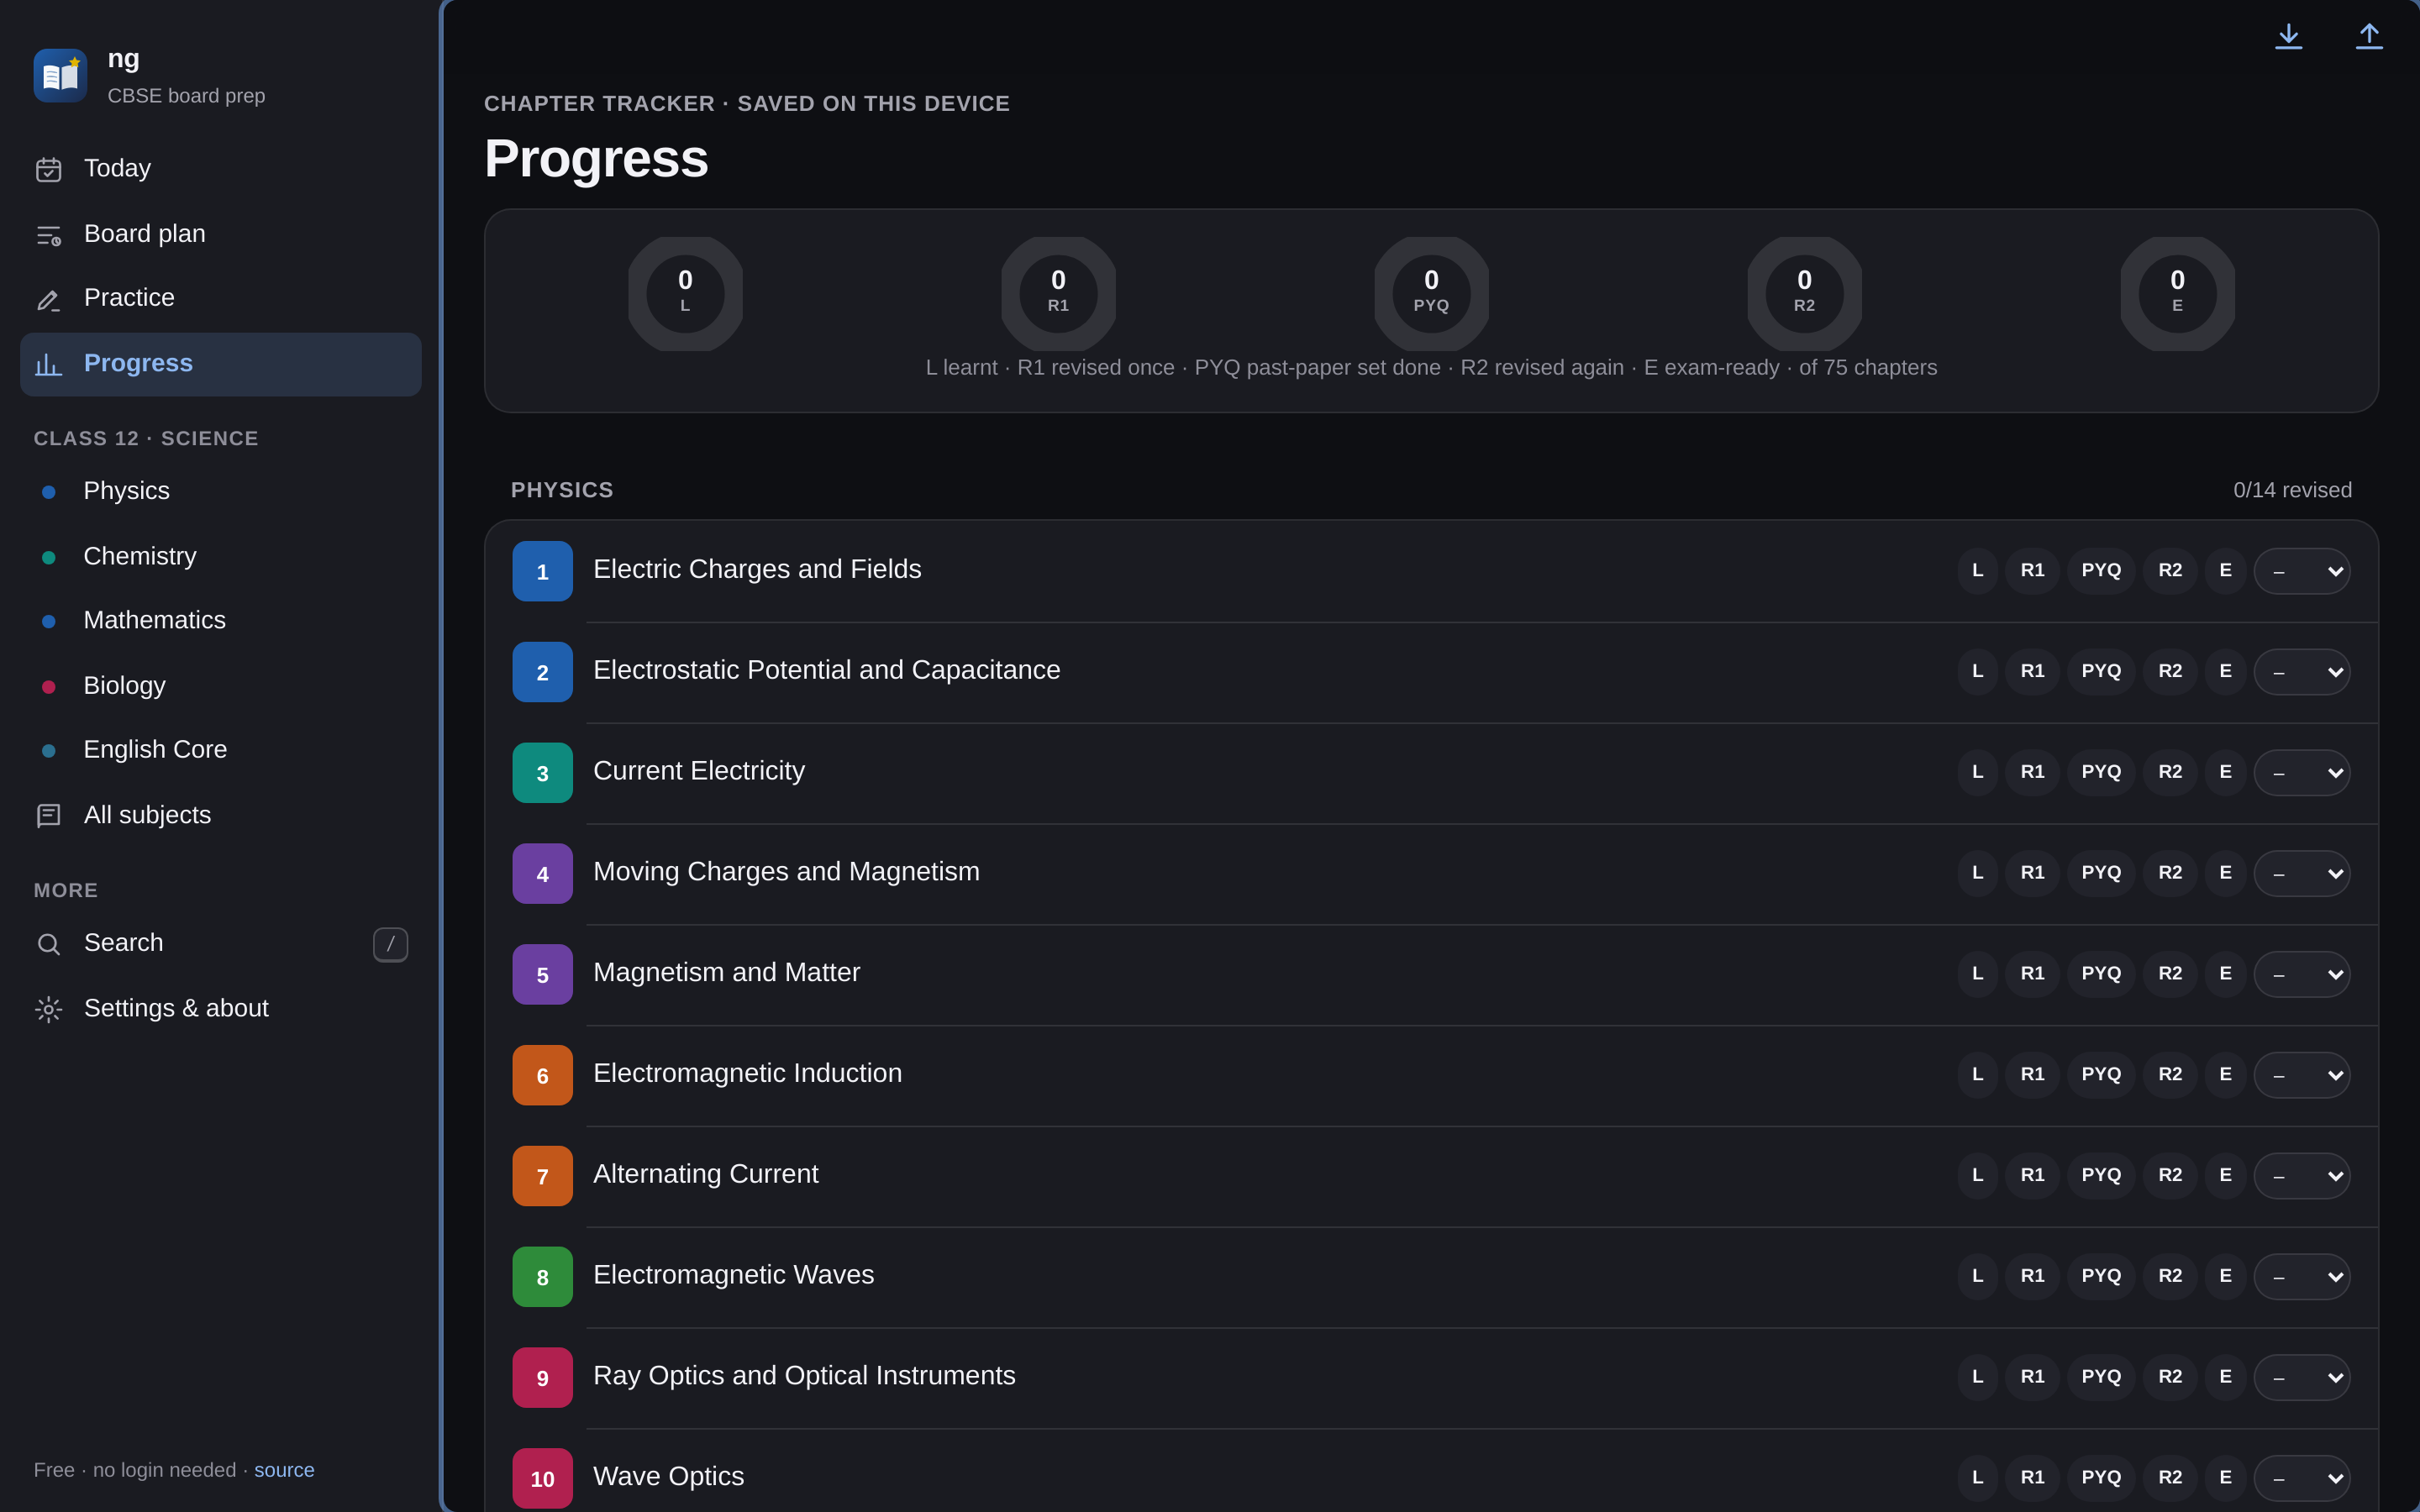 ng
CBSE board prep
Today
Board plan
Practice
Progress
CLASS 12 · SCIENCE
Physics
Chemistry
Mathematics
Biology
English Core
All subjects
MORE
Search /
Settings & about
Free · no login needed · source
CHAPTER TRACKER · SAVED ON THIS DEVICE
Progress
0 L
0 R1
0 PYQ
0 R2
0 E
L learnt · R1 revised once · PYQ past-paper set done · R2 revised again · E exam-ready · of 75 chapters
PHYSICS 0/14 revised
1 Electric Charges and Fields L R1 PYQ R2 E –
2 Electrostatic Potential and Capacitance L R1 PYQ R2 E –
3 Current Electricity L R1 PYQ R2 E –
4 Moving Charges and Magnetism L R1 PYQ R2 E –
5 Magnetism and Matter L R1 PYQ R2 E –
6 Electromagnetic Induction L R1 PYQ R2 E –
7 Alternating Current L R1 PYQ R2 E –
8 Electromagnetic Waves L R1 PYQ R2 E –
9 Ray Optics and Optical Instruments L R1 PYQ R2 E –
10 Wave Optics L R1 PYQ R2 E –